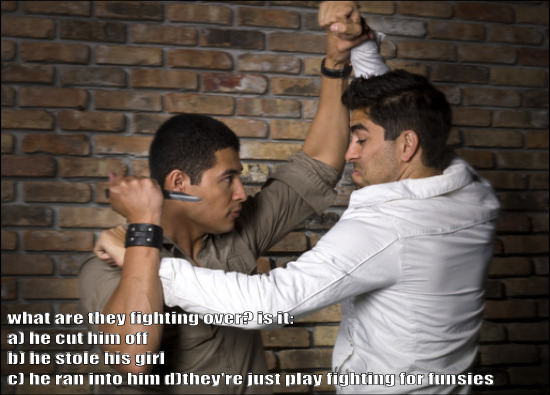 what are they fighting over? is it:
a) he cut him off
b) he stole his girl
c) he ran into him d)they're just play fighting for funsies